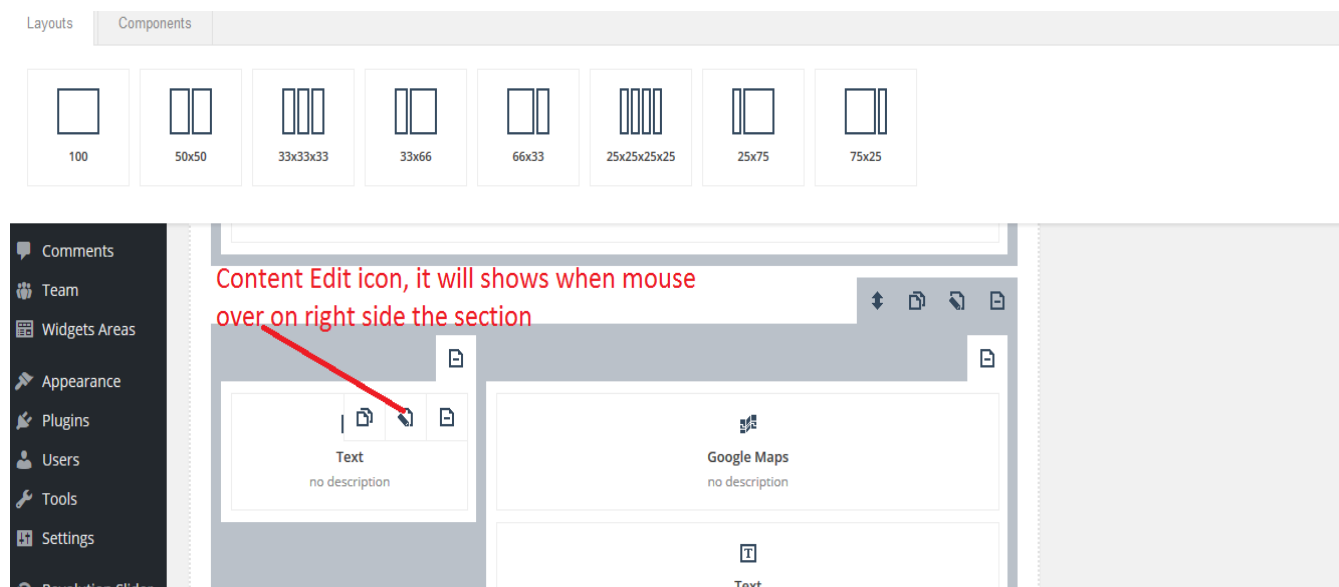 Layouts Components
100 50x50 33x33x33 33x66 66x33 25x25x25x25 25x75 75x25
Comments
Team
Widgets Areas
Appearance
Plugins
Users
Tools
Settings
Revolution Slider
Content Edit icon, it will shows when mouse
over on right side the section
Text
no description
Google Maps
no description
Text